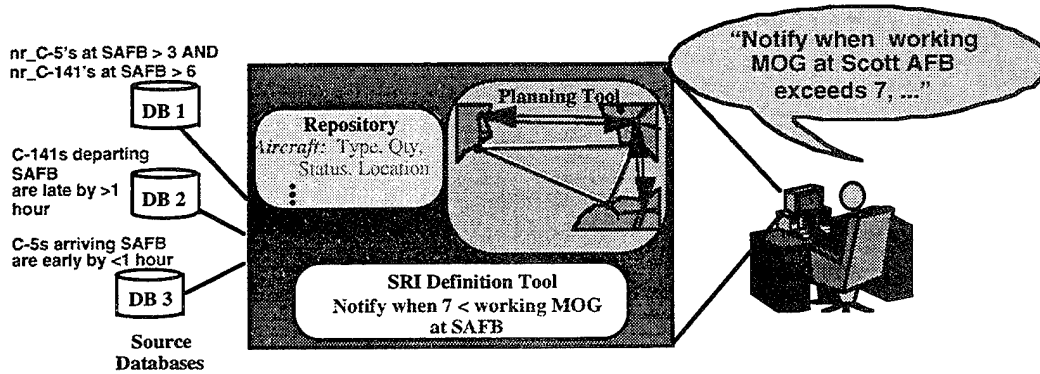 nr_C-5's at SAFB > 3 AND
nr_C-141's at SAFB > 6
DB 1
C-141s departing
SAFB
are late by >1
hour
DB 2
C-5s arriving SAFB
are early by <1 hour
DB 3
Source
Databases
Repository
Aircraft: Type, Qty,
Status, Location
Planning Tool
SRI Definition Tool
Notify when 7 < working MOG
at SAFB
“Notify when working
MOG at Scott AFB
exceeds 7, ...”